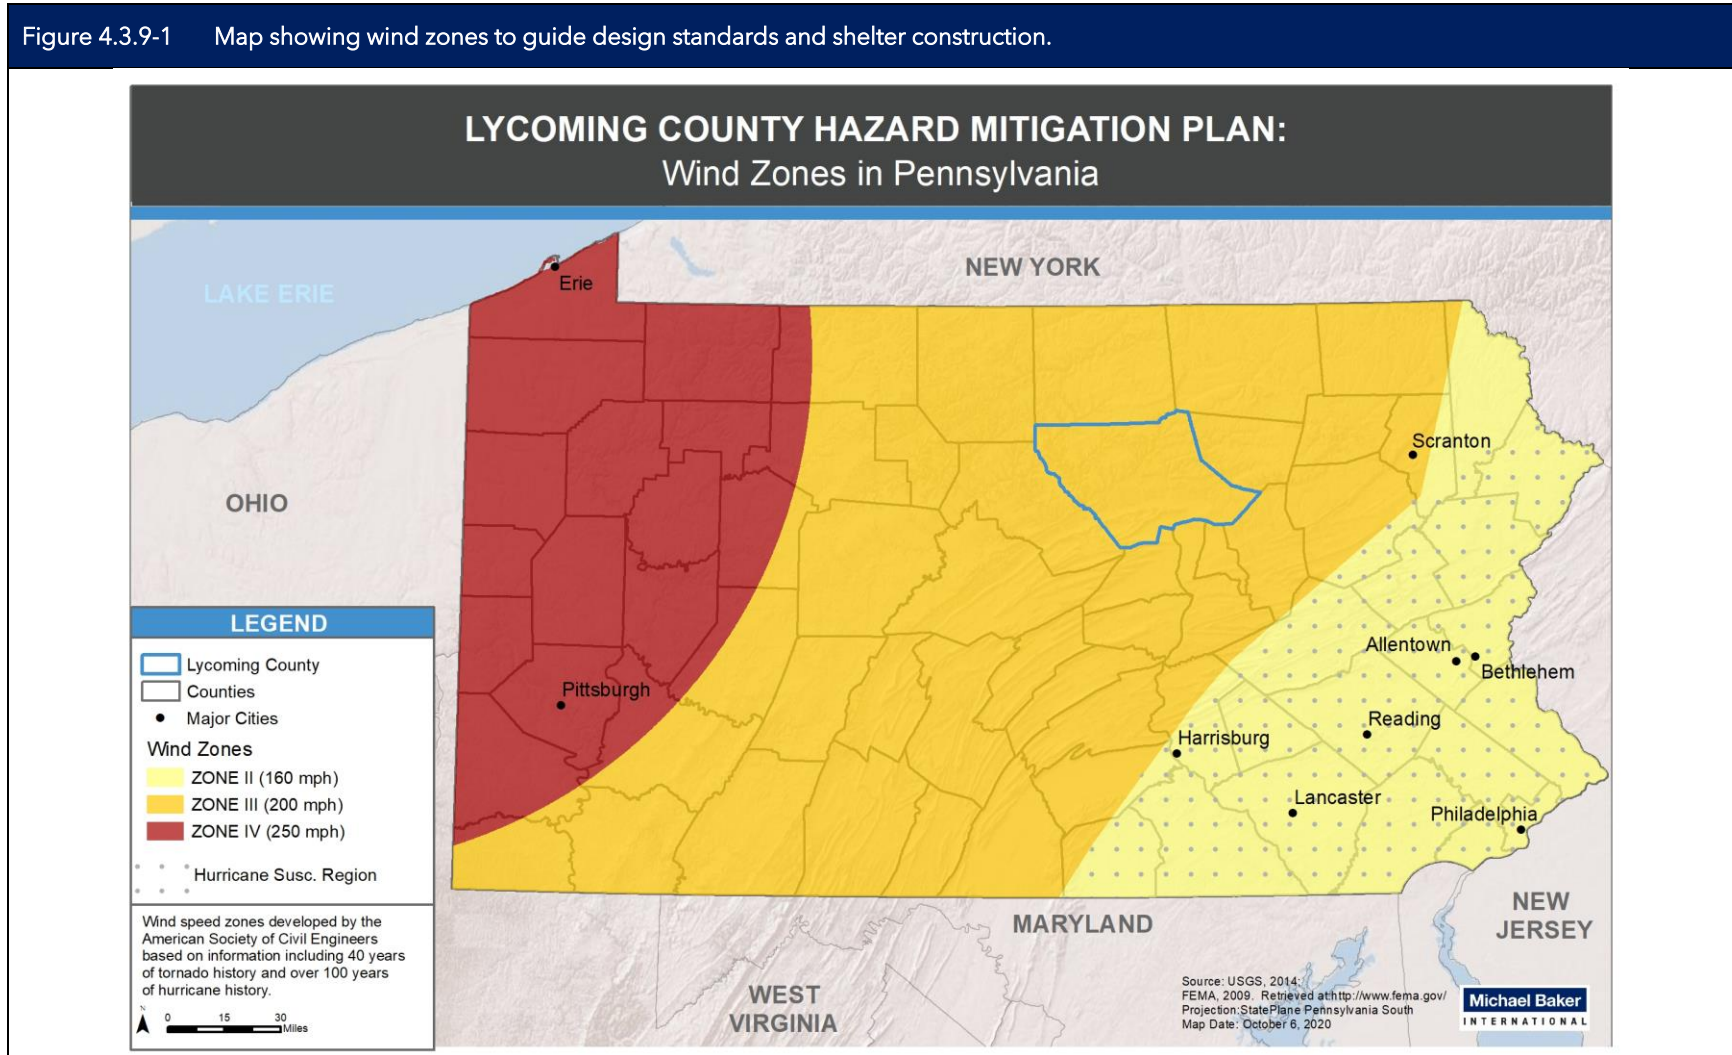 Figure 4.3.9-1 Map showing wind zones to guide design standards and shelter construction.
LYCOMING COUNTY HAZARD MITIGATION PLAN:
Wind Zones in Pennsylvania
NEW YORK
Erie
LAKE ERIE
Scranton
OHIO
Allentown
Bethlehem
Pittsburgh
Reading
Harrisburg
Lancaster
Philadelphia
LEGEND
Lycoming County
Counties
Major Cities
Wind Zones
ZONE II (160 mph)
ZONE III (200 mph)
ZONE IV (250 mph)
Hurricane Susc. Region
Wind speed zones developed by the
American Society of Civil Engineers
based on information including 40 years
of tornado history and over 100 years
of hurricane history.
N
0 15 30
Miles
MARYLAND
NEW
JERSEY
WEST
VIRGINIA
Source: USGS, 2014;
FEMA, 2009. Retrieved at:http://www.fema.gov/
Projection:StatePlane Pennsylvania South
Map Date: October 6, 2020
Michael Baker
INTERNATIONAL